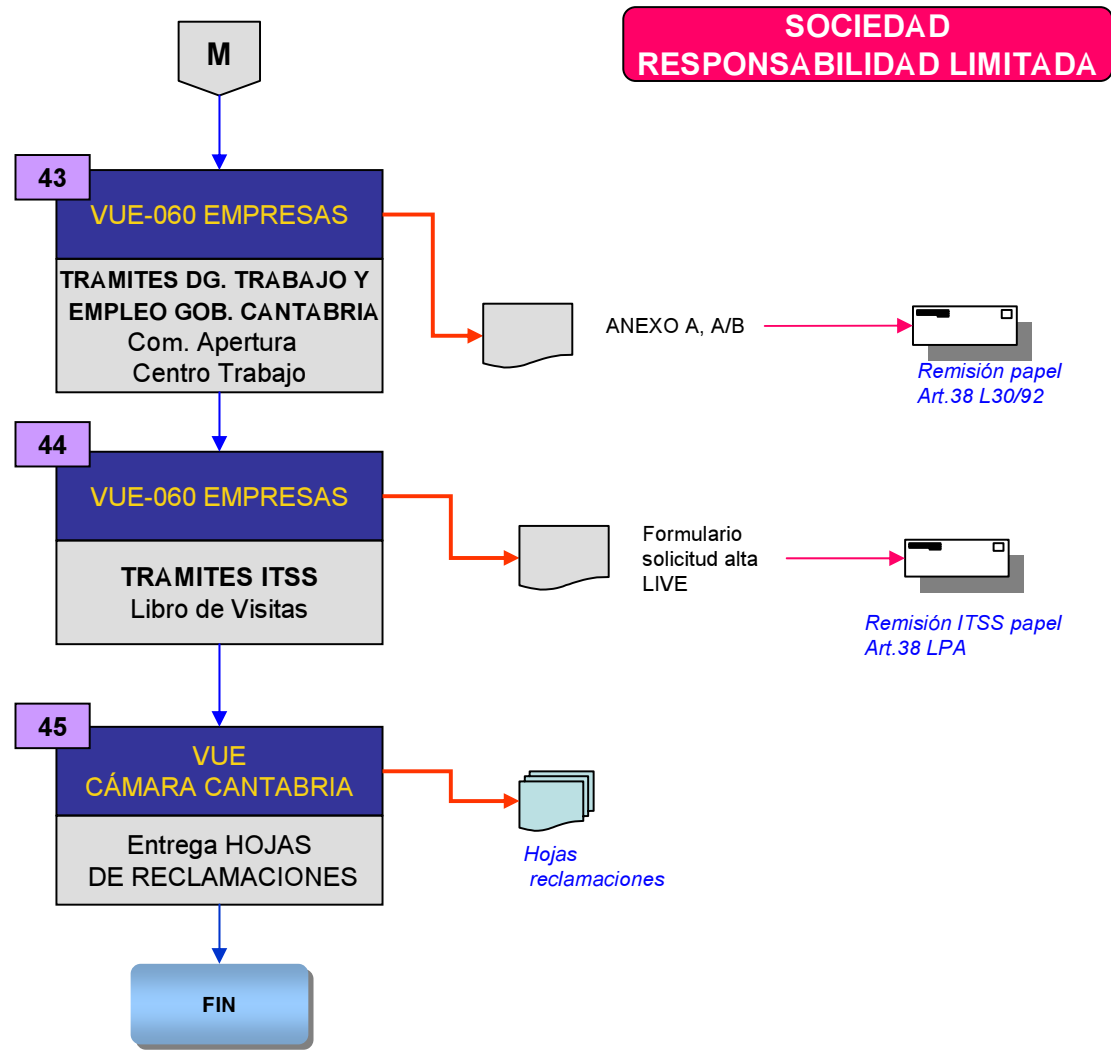 M
SOCIEDAD
RESPONSABILIDAD LIMITADA
43
VUE-060 EMPRESAS
TRAMITES DG. TRABAJO Y
EMPLEO GOB. CANTABRIA
Com. Apertura
Centro Trabajo
ANEXO A, A/B
Remisión papel
Art.38 L30/92
44
VUE-060 EMPRESAS
TRAMITES ITSS
Libro de Visitas
Formulario
solicitud alta
LIVE
Remisión ITSS papel
Art.38 LPA
45
VUE
CÁMARA CANTABRIA
Entrega HOJAS
DE RECLAMACIONES
Hojas
reclamaciones
FIN